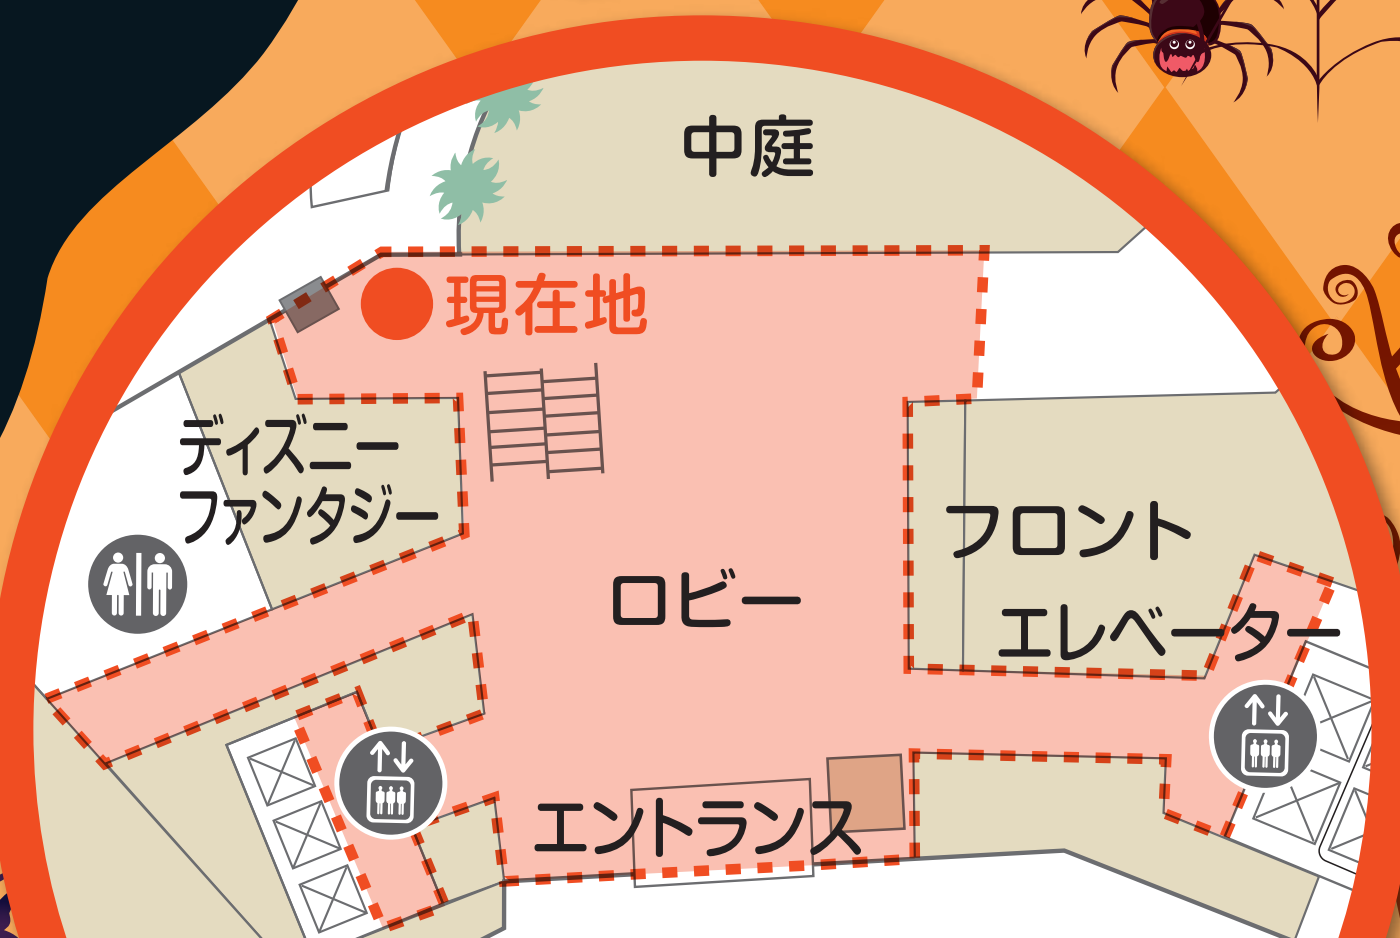 中庭
現在地
ディズニー
ファンタジー
フロント
ロビー
エレベーター
エントランス